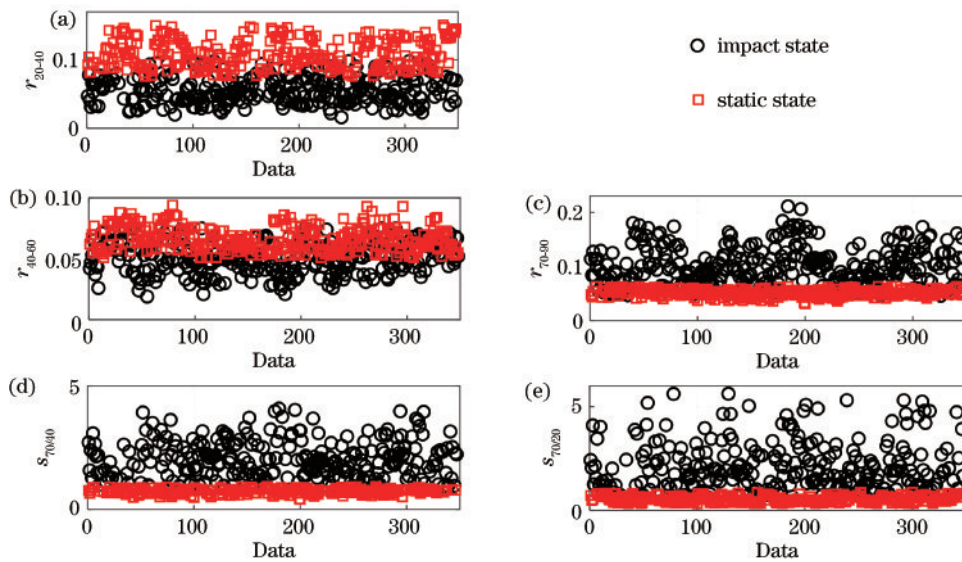 (a)
r20-40
0.1
0
0 100 200 300
Data
impact state
static state
(b)
r40-60
0.10
0.05
0
0 100 200 300
Data
(c)
r70-90
0.2
0.1
0
0 100 200 300
Data
(d)
s70/40
5
0
0 100 200 300
Data
(e)
s70/20
5
0
0 100 200 300
Data